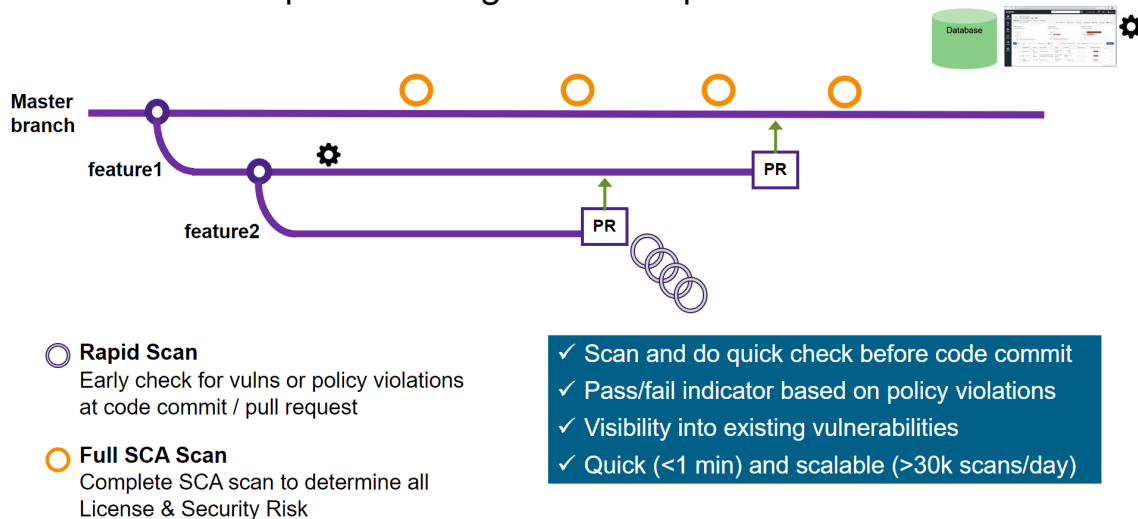 Database
Master
branch
feature1
PR
feature2
PR
Rapid Scan
Early check for vulns or policy violations
at code commit / pull request
Full SCA Scan
Complete SCA scan to determine all
License & Security Risk
✓ Scan and do quick check before code commit
✓ Pass/fail indicator based on policy violations
✓ Visibility into existing vulnerabilities
✓ Quick (<1 min) and scalable (>30k scans/day)